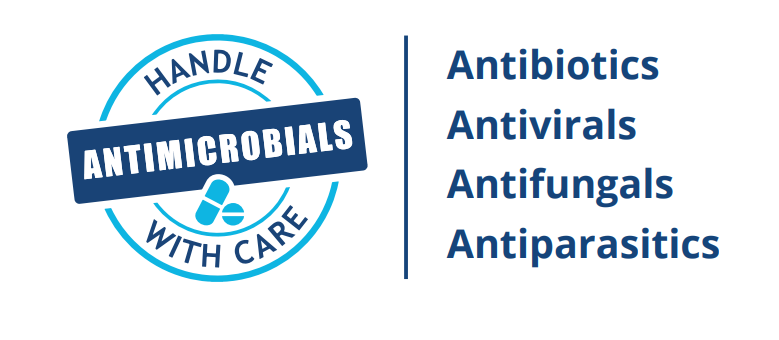 HANDLE
ANTIMICROBIALS
WITH CARE
Antibiotics
Antivirals
Antifungals
Antiparasitics